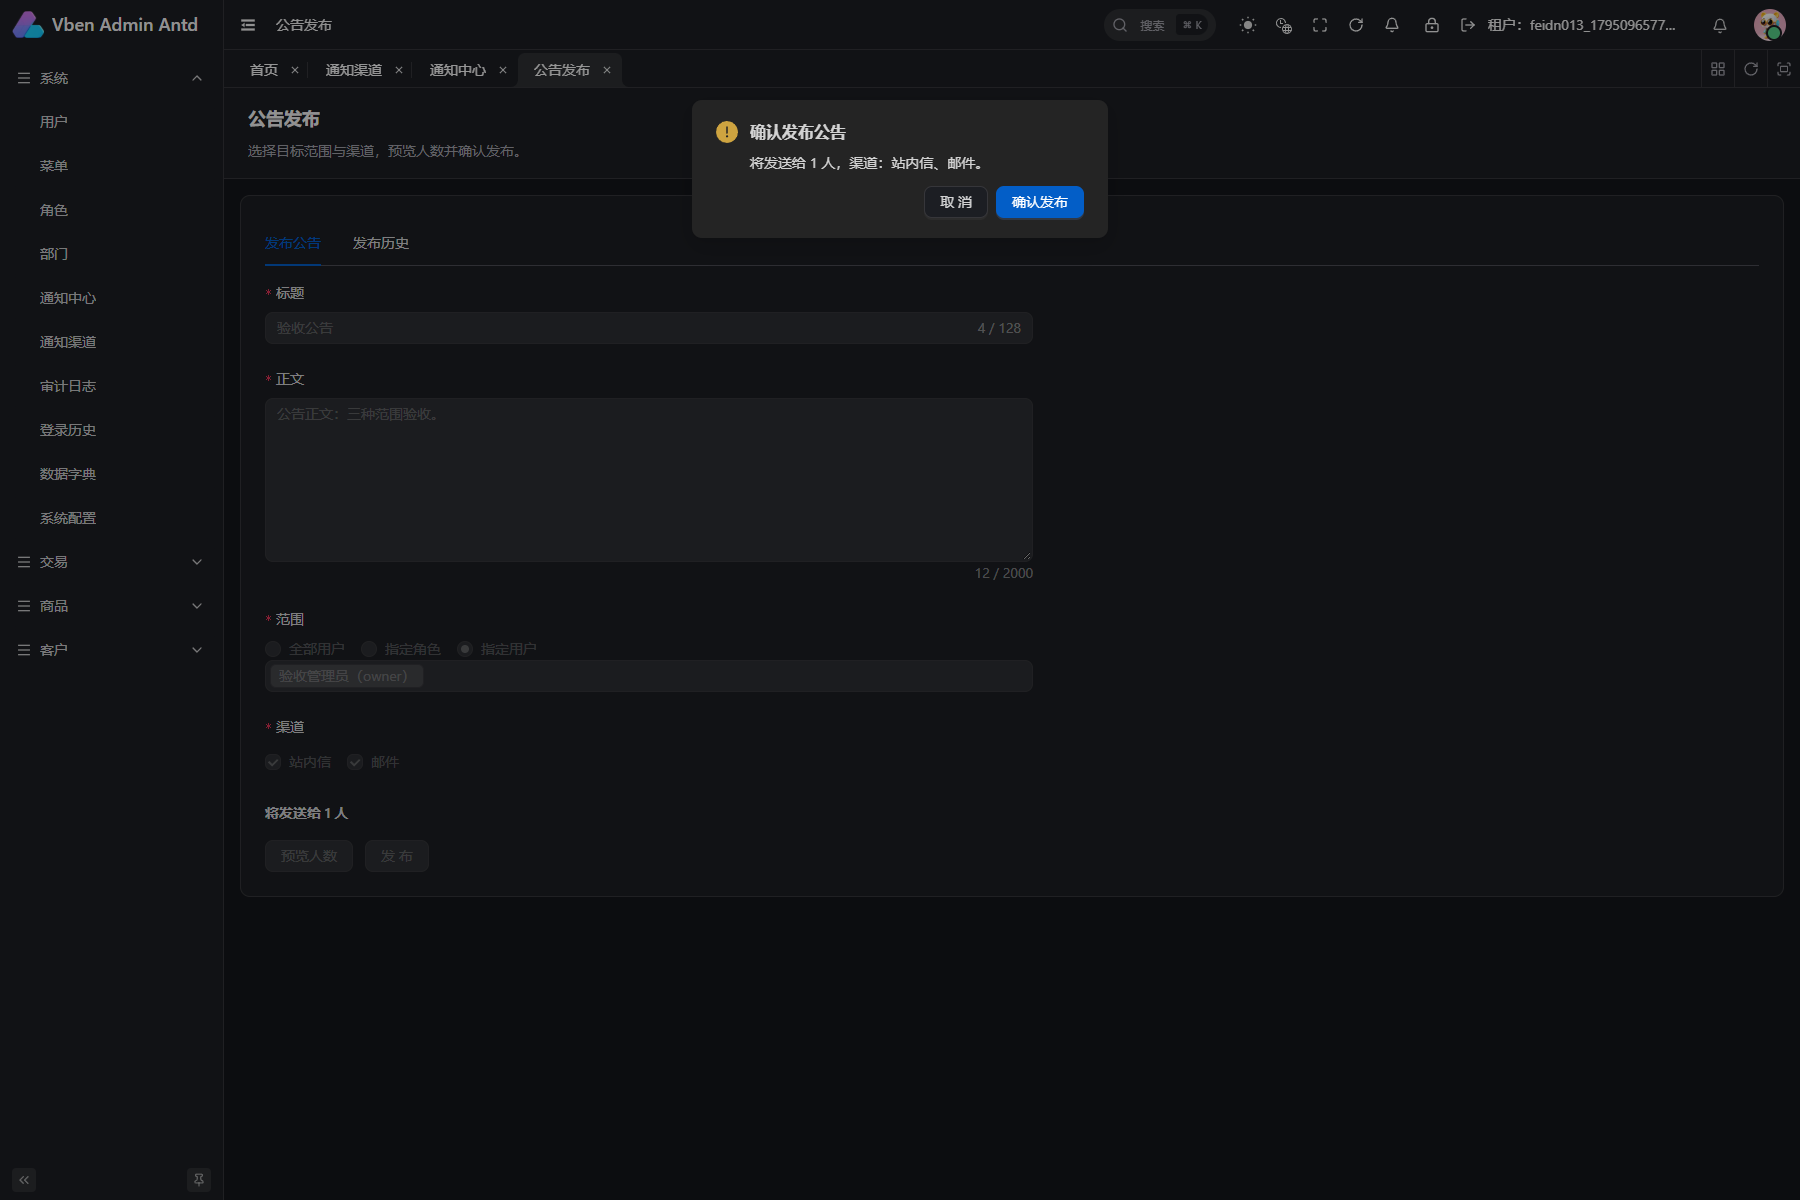 Vben Admin Antd
公告发布
搜索
⌘ K
租户：feidn013_1795096577...
系统
用户
菜单
角色
部门
通知中心
通知渠道
审计日志
登录历史
数据字典
系统配置
交易
商品
客户
首页
通知渠道
通知中心
公告发布
公告发布
选择目标范围与渠道，预览人数并确认发布。
确认发布公告
将发送给 1 人，渠道：站内信、邮件。
取 消
确认发布
发布公告
发布历史
* 标题
验收公告
4 / 128
* 正文
公告正文：三种范围验收。
12 / 2000
* 范围
全部用户
指定角色
指定用户
验收管理员（owner）
* 渠道
站内信
邮件
将发送给 1 人
预览人数
发 布